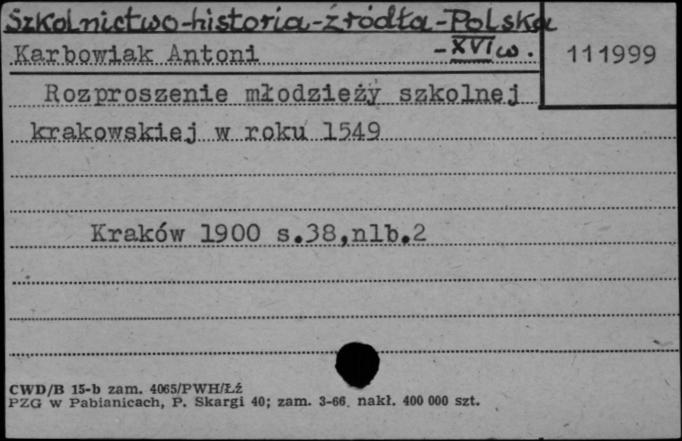 Szkolnictwo-historia-źródła-Polska
Karbowiak Antoni -XVI w.
111999
Rozproszenie młodzieży szkolnej
krakowskiej w roku 1549
Kraków 1900 s.38,nlb.2
CWD/B 15-b zam. 4065/PWH/Łź
PZG w Pabianicach, P. Skargi 40; zam. 3-66. nakł. 400 000 szt.